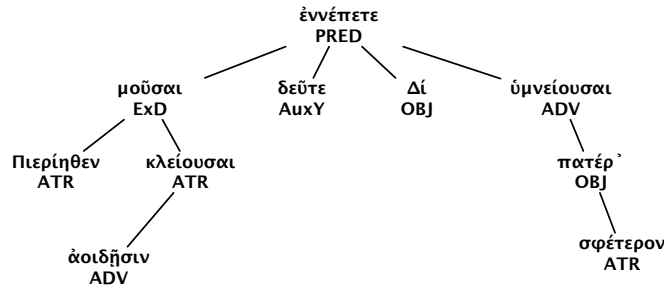 ἐννέπετε
PRED
μοῦσαι δεῦτε Δί ὑμνείουσαι
ExD AuxY OBJ ADV
Πιερίηθεν κλείουσαι πατέρ᾽
ATR ATR OBJ
ἀοιδῇσιν σφέτερον
ADV ATR